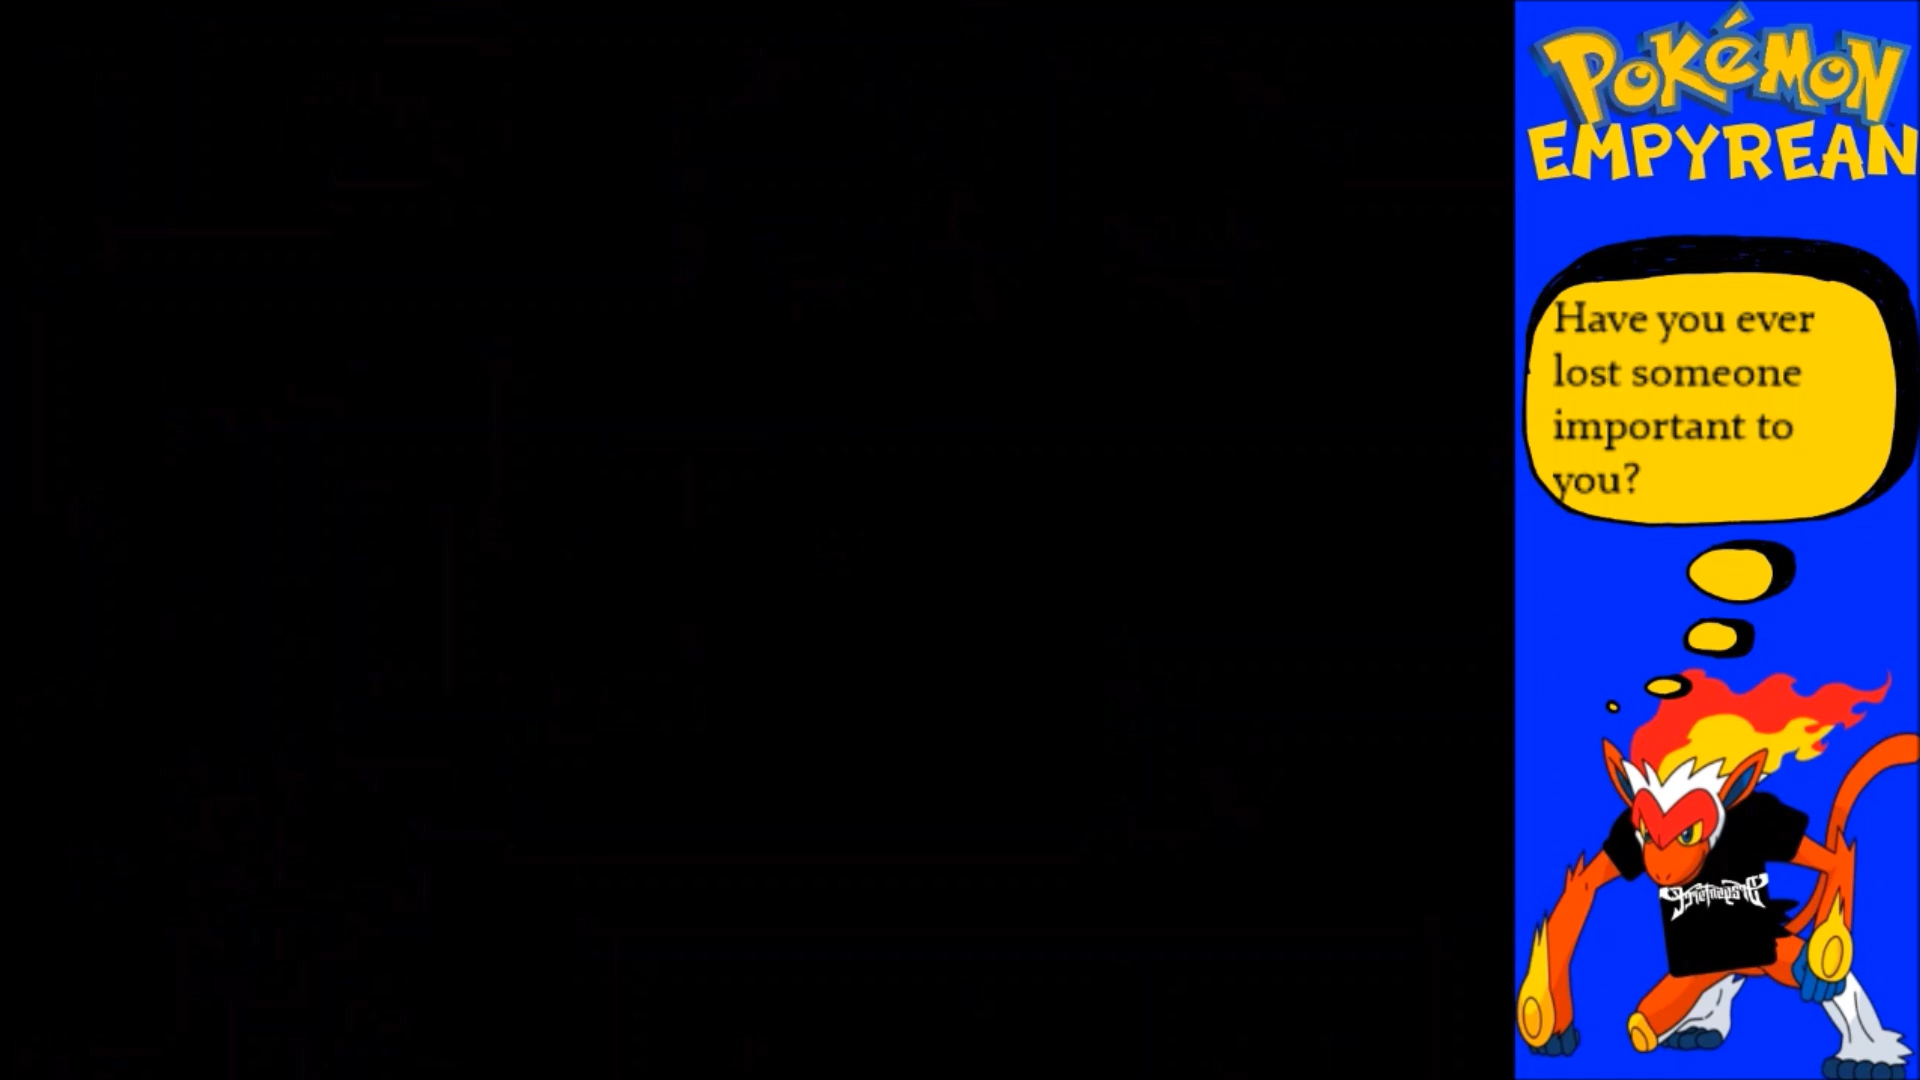 POKéMON
EMPYREAN
Have you ever
lost someone
important to
you?